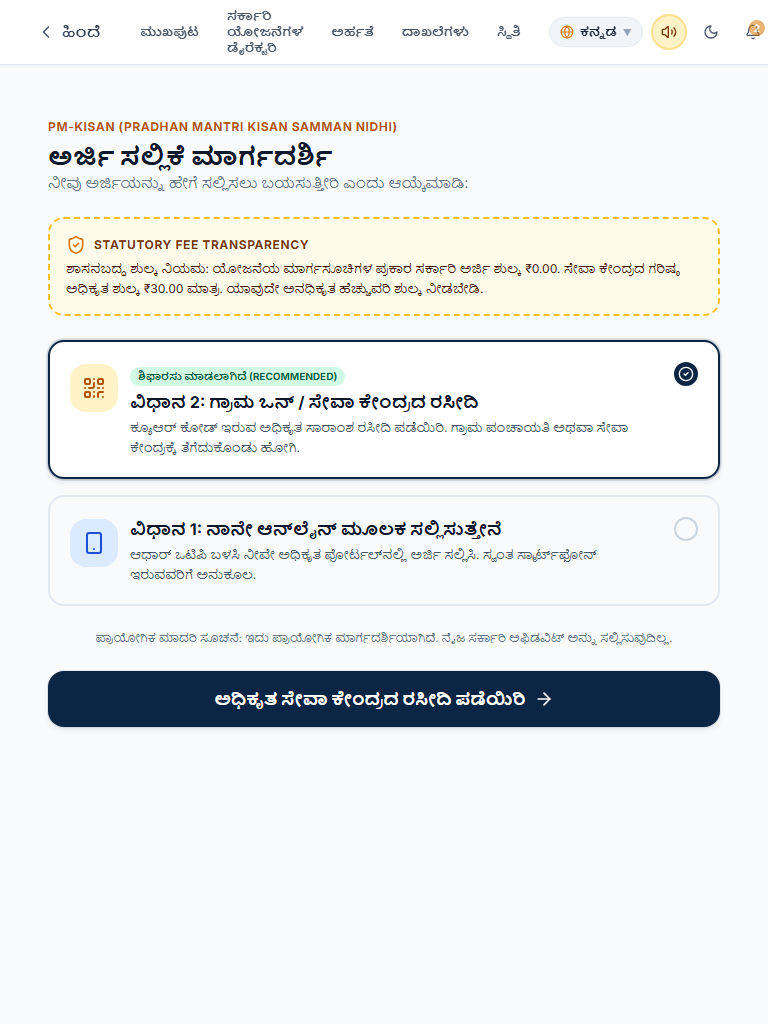 ಹಿಂದೆ
ಮುಖಪುಟ
ಸರ್ಕಾರಿ
ಯೋಜನೆಗಳ
ಡೈರೆಕ್ಟರಿ
ಅರ್ಹತೆ
ದಾಖಲೆಗಳು
ಸ್ಥಿತಿ
ಕನ್ನಡ ▼
PM-KISAN (PRADHAN MANTRI KISAN SAMMAN NIDHI)
ಅರ್ಜಿ ಸಲ್ಲಿಕೆ ಮಾರ್ಗದರ್ಶಿ
ನೀವು ಅರ್ಜಿಯನ್ನು ಹೇಗೆ ಸಲ್ಲಿಸಲು ಬಯಸುತ್ತೀರಿ ಎಂದು ಆಯ್ಕೆಮಾಡಿ:
STATUTORY FEE TRANSPARENCY
ಶಾಸನಬದ್ಧ ಶುಲ್ಕ ನಿಯಮ: ಯೋಜನೆಯ ಮಾರ್ಗಸೂಚಿಗಳ ಪ್ರಕಾರ ಸರ್ಕಾರಿ ಅರ್ಜಿ ಶುಲ್ಕ ₹0.00. ಸೇವಾ ಕೇಂದ್ರದ ಗರಿಷ್ಠ
ಅಧಿಕೃತ ಶುಲ್ಕ ₹30.00 ಮಾತ್ರ. ಯಾವುದೇ ಅನಧಿಕೃತ ಹೆಚ್ಚುವರಿ ಶುಲ್ಕ ನೀಡಬೇಡಿ.
ಶಿಫಾರಸು ಮಾಡಲಾಗಿದೆ (RECOMMENDED)
ವಿಧಾನ 2: ಗ್ರಾಮ ಒನ್ / ಸೇವಾ ಕೇಂದ್ರದ ರಸೀದಿ
ಕ್ಯೂಆರ್ ಕೋಡ್ ಇರುವ ಅಧಿಕೃತ ಸಾರಾಂಶ ರಸೀದಿ ಪಡೆಯಿರಿ. ಗ್ರಾಮ ಪಂಚಾಯತಿ ಅಥವಾ ಸೇವಾ
ಕೇಂದ್ರಕ್ಕೆ ತೆಗೆದುಕೊಂಡು ಹೋಗಿ.
ವಿಧಾನ 1: ನಾನೇ ಆನ್‌ಲೈನ್ ಮೂಲಕ ಸಲ್ಲಿಸುತ್ತೇನೆ
ಆಧಾರ್ ಒಟಿಪಿ ಬಳಸಿ ನೀವೇ ಅಧಿಕೃತ ಪೋರ್ಟಲ್‌ನಲ್ಲಿ ಅರ್ಜಿ ಸಲ್ಲಿಸಿ. ಸ್ವಂತ ಸ್ಮಾರ್ಟ್‌ಫೋನ್
ಇರುವವರಿಗೆ ಅನುಕೂಲ.
ಪ್ರಾಯೋಗಿಕ ಮಾದರಿ ಸೂಚನೆ: ಇದು ಪ್ರಾಯೋಗಿಕ ಮಾರ್ಗದರ್ಶಿಯಾಗಿದೆ. ನೈಜ ಸರ್ಕಾರಿ ಅಫಿಡವಿಟ್ ಅನ್ನು ಸಲ್ಲಿಸುವುದಿಲ್ಲ.
ಅಧಿಕೃತ ಸೇವಾ ಕೇಂದ್ರದ ರಸೀದಿ ಪಡೆಯಿರಿ →